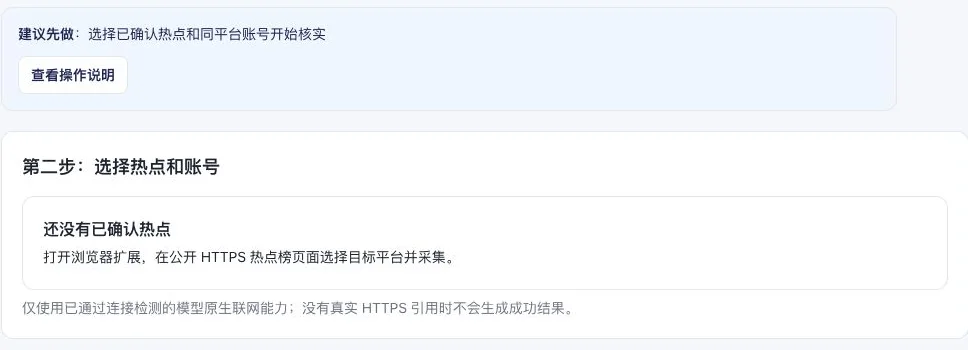 建议先做：选择已确认热点和同平台账号开始核实
查看操作说明
第二步：选择热点和账号
还没有已确认热点
打开浏览器扩展，在公开 HTTPS 热点榜页面选择目标平台并采集。
仅使用已通过连接检测的模型原生联网能力；没有真实 HTTPS 引用时不会生成成功结果。